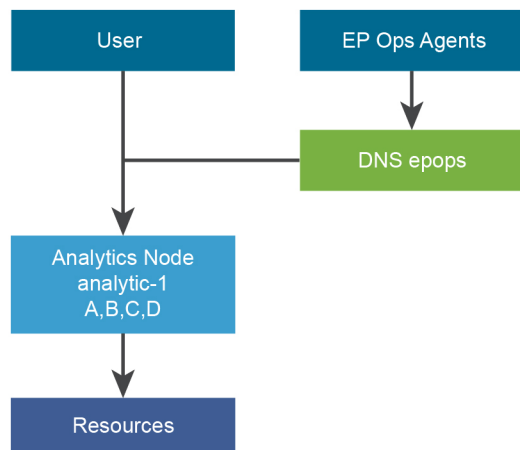 User
EP Ops Agents
DNS epops
Analytics Node
analytic-1
A,B,C,D
Resources